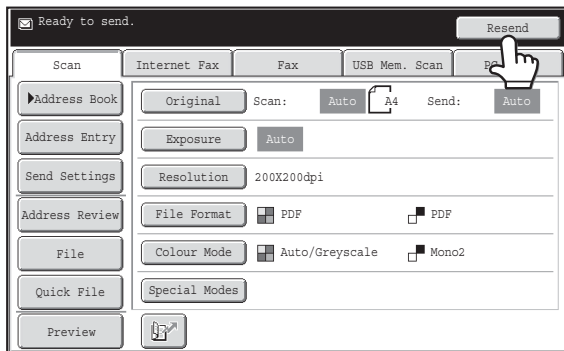 Ready to send.
Resend
Scan Internet Fax Fax USB Mem. Scan
Address Book Original Scan: Auto A4 Send: Auto
Address Entry Exposure Auto
Send Settings Resolution 200X200dpi
Address Review File Format PDF PDF
File Colour Mode Auto/Greyscale Mono2
Quick File Special Modes
Preview